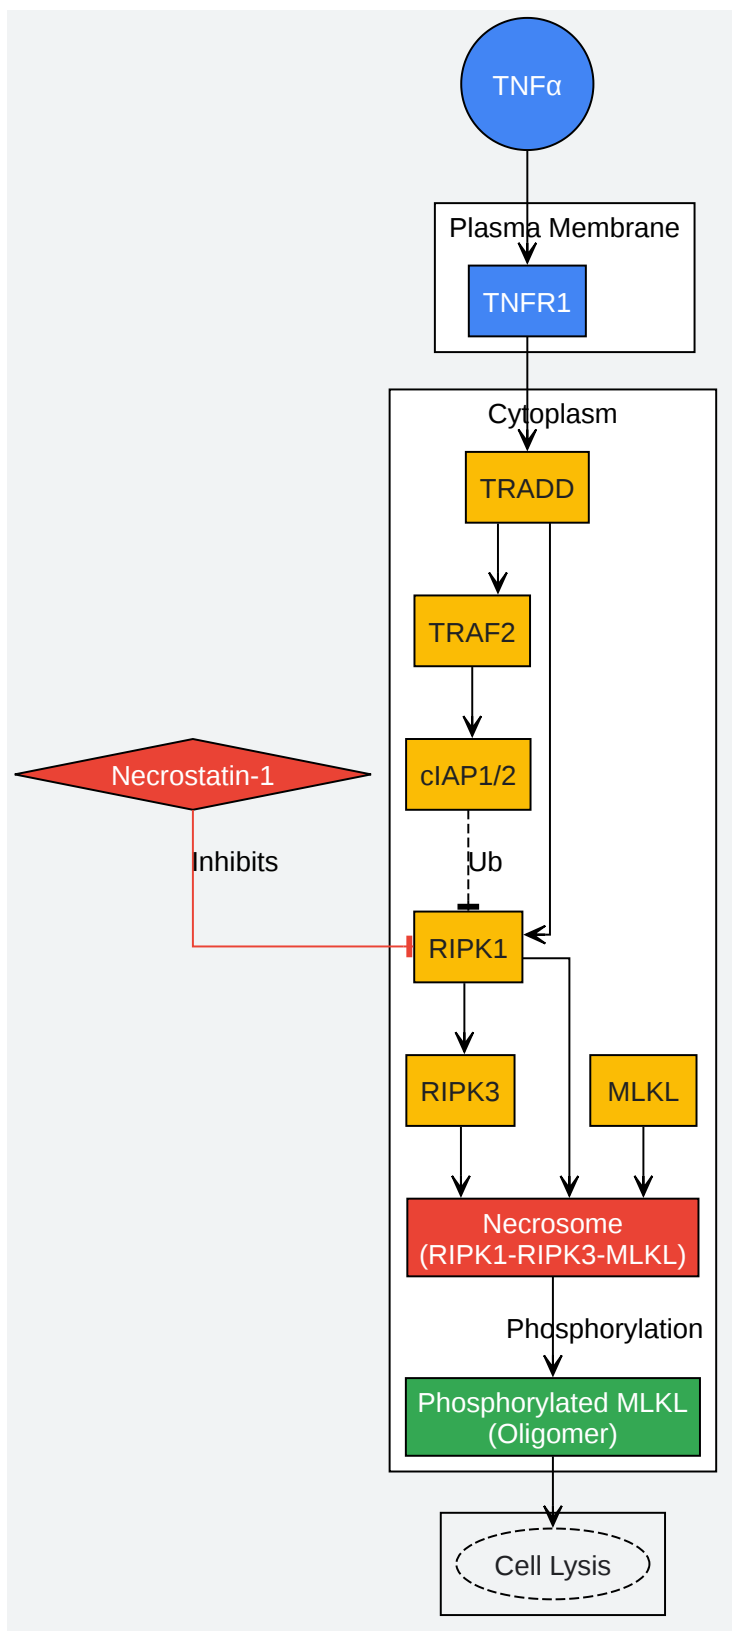 TNFα
Plasma Membrane
TNFR1
Cytoplasm
TRADD
TRAF2
Necrostatin-1
cIAP1/2
Inhibits
Ub
RIPK1
RIPK3
MLKL
Necrosome
(RIPK1-RIPK3-MLKL)
Phosphorylation
Phosphorylated MLKL
(Oligomer)
Cell Lysis